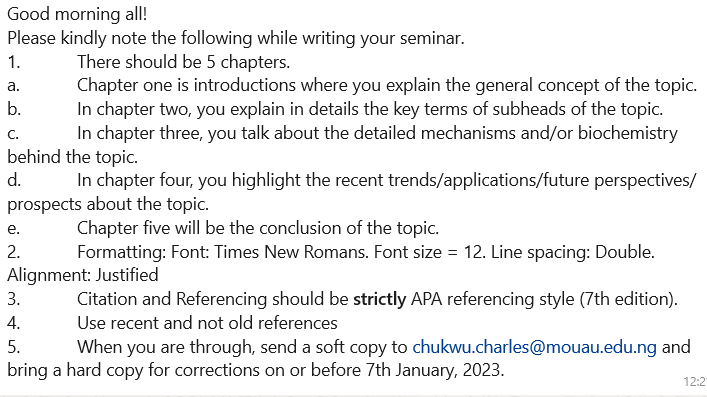 Good morning all!
Please kindly note the following while writing your seminar.
1. There should be 5 chapters.
a. Chapter one is introductions where you explain the general concept of the topic.
b. In chapter two, you explain in details the key terms of subheads of the topic.
c. In chapter three, you talk about the detailed mechanisms and/or biochemistry
behind the topic.
d. In chapter four, you highlight the recent trends/applications/future perspectives/
prospects about the topic.
e. Chapter five will be the conclusion of the topic.
2. Formatting: Font: Times New Romans. Font size = 12. Line spacing: Double.
Alignment: Justified
3. Citation and Referencing should be strictly APA referencing style (7th edition).
4. Use recent and not old references
5. When you are through, send a soft copy to chukwu.charles@mouau.edu.ng and
bring a hard copy for corrections on or before 7th January, 2023.